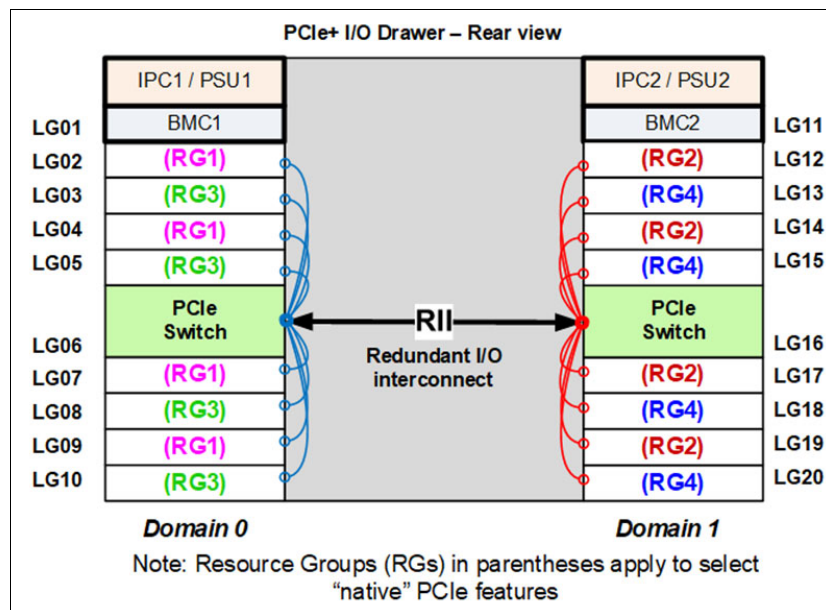 PCIe+ I/O Drawer – Rear view
IPC1 / PSU1
IPC2 / PSU2
LG01
BMC1
BMC2
LG11
LG02
(RG1)
(RG2)
LG12
LG03
(RG3)
(RG4)
LG13
LG04
(RG1)
(RG2)
LG14
LG05
(RG3)
(RG4)
LG15
PCIe
Switch
RII
PCIe
Switch
LG06
Redundant I/O
interconnect
LG16
LG07
(RG1)
(RG2)
LG17
LG08
(RG3)
(RG4)
LG18
LG09
(RG1)
(RG2)
LG19
LG10
(RG3)
(RG4)
LG20
Domain 0
Domain 1
Note: Resource Groups (RGs) in parentheses apply to select
“native” PCIe features